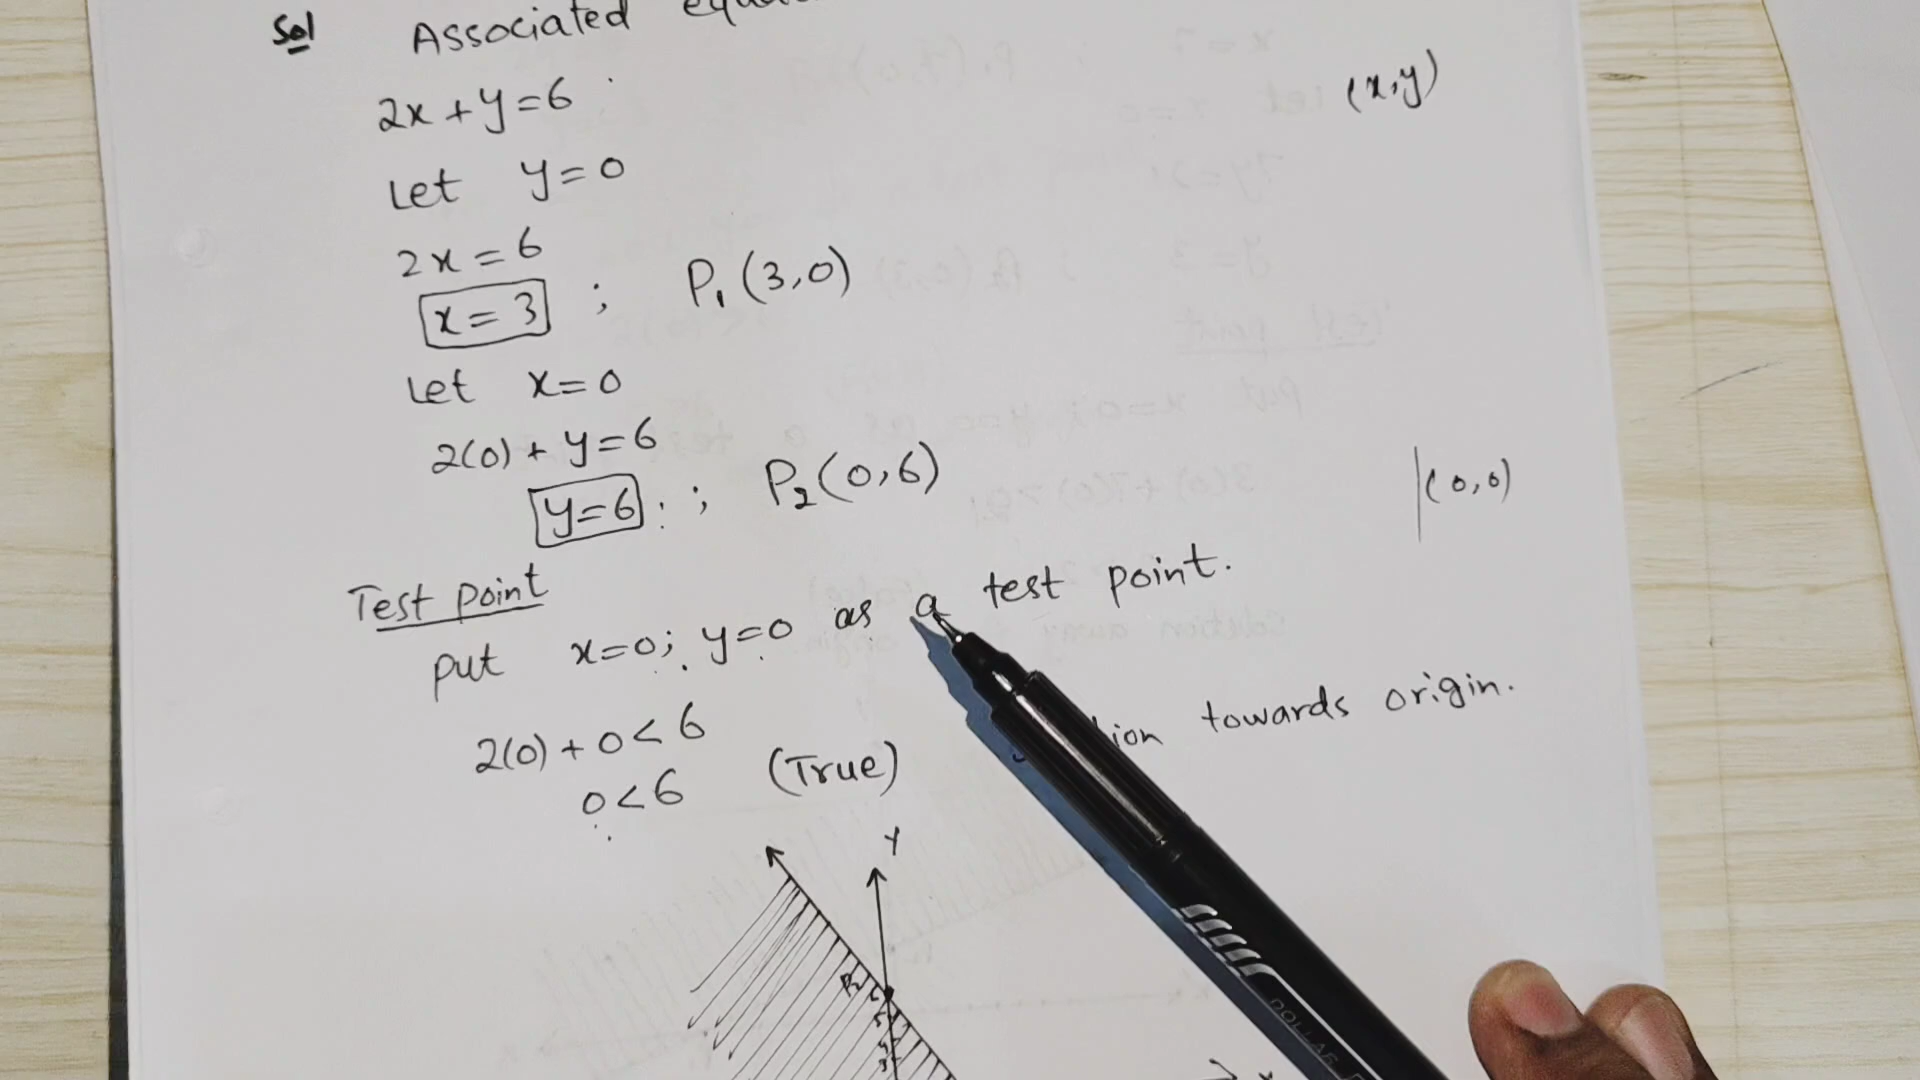 Sol Associated
2x + y = 6
(x,y)
Let y = 0
2x = 6
x = 3 ; P₁(3,0)
Let x = 0
2(0) + y = 6
y = 6 ; P₂(0,6)
(0,0)
Test point
put x=0; y=0 as a test point.
2(0) + 0 < 6
towards origin.
0 < 6 (True)
Y
DOLLAR